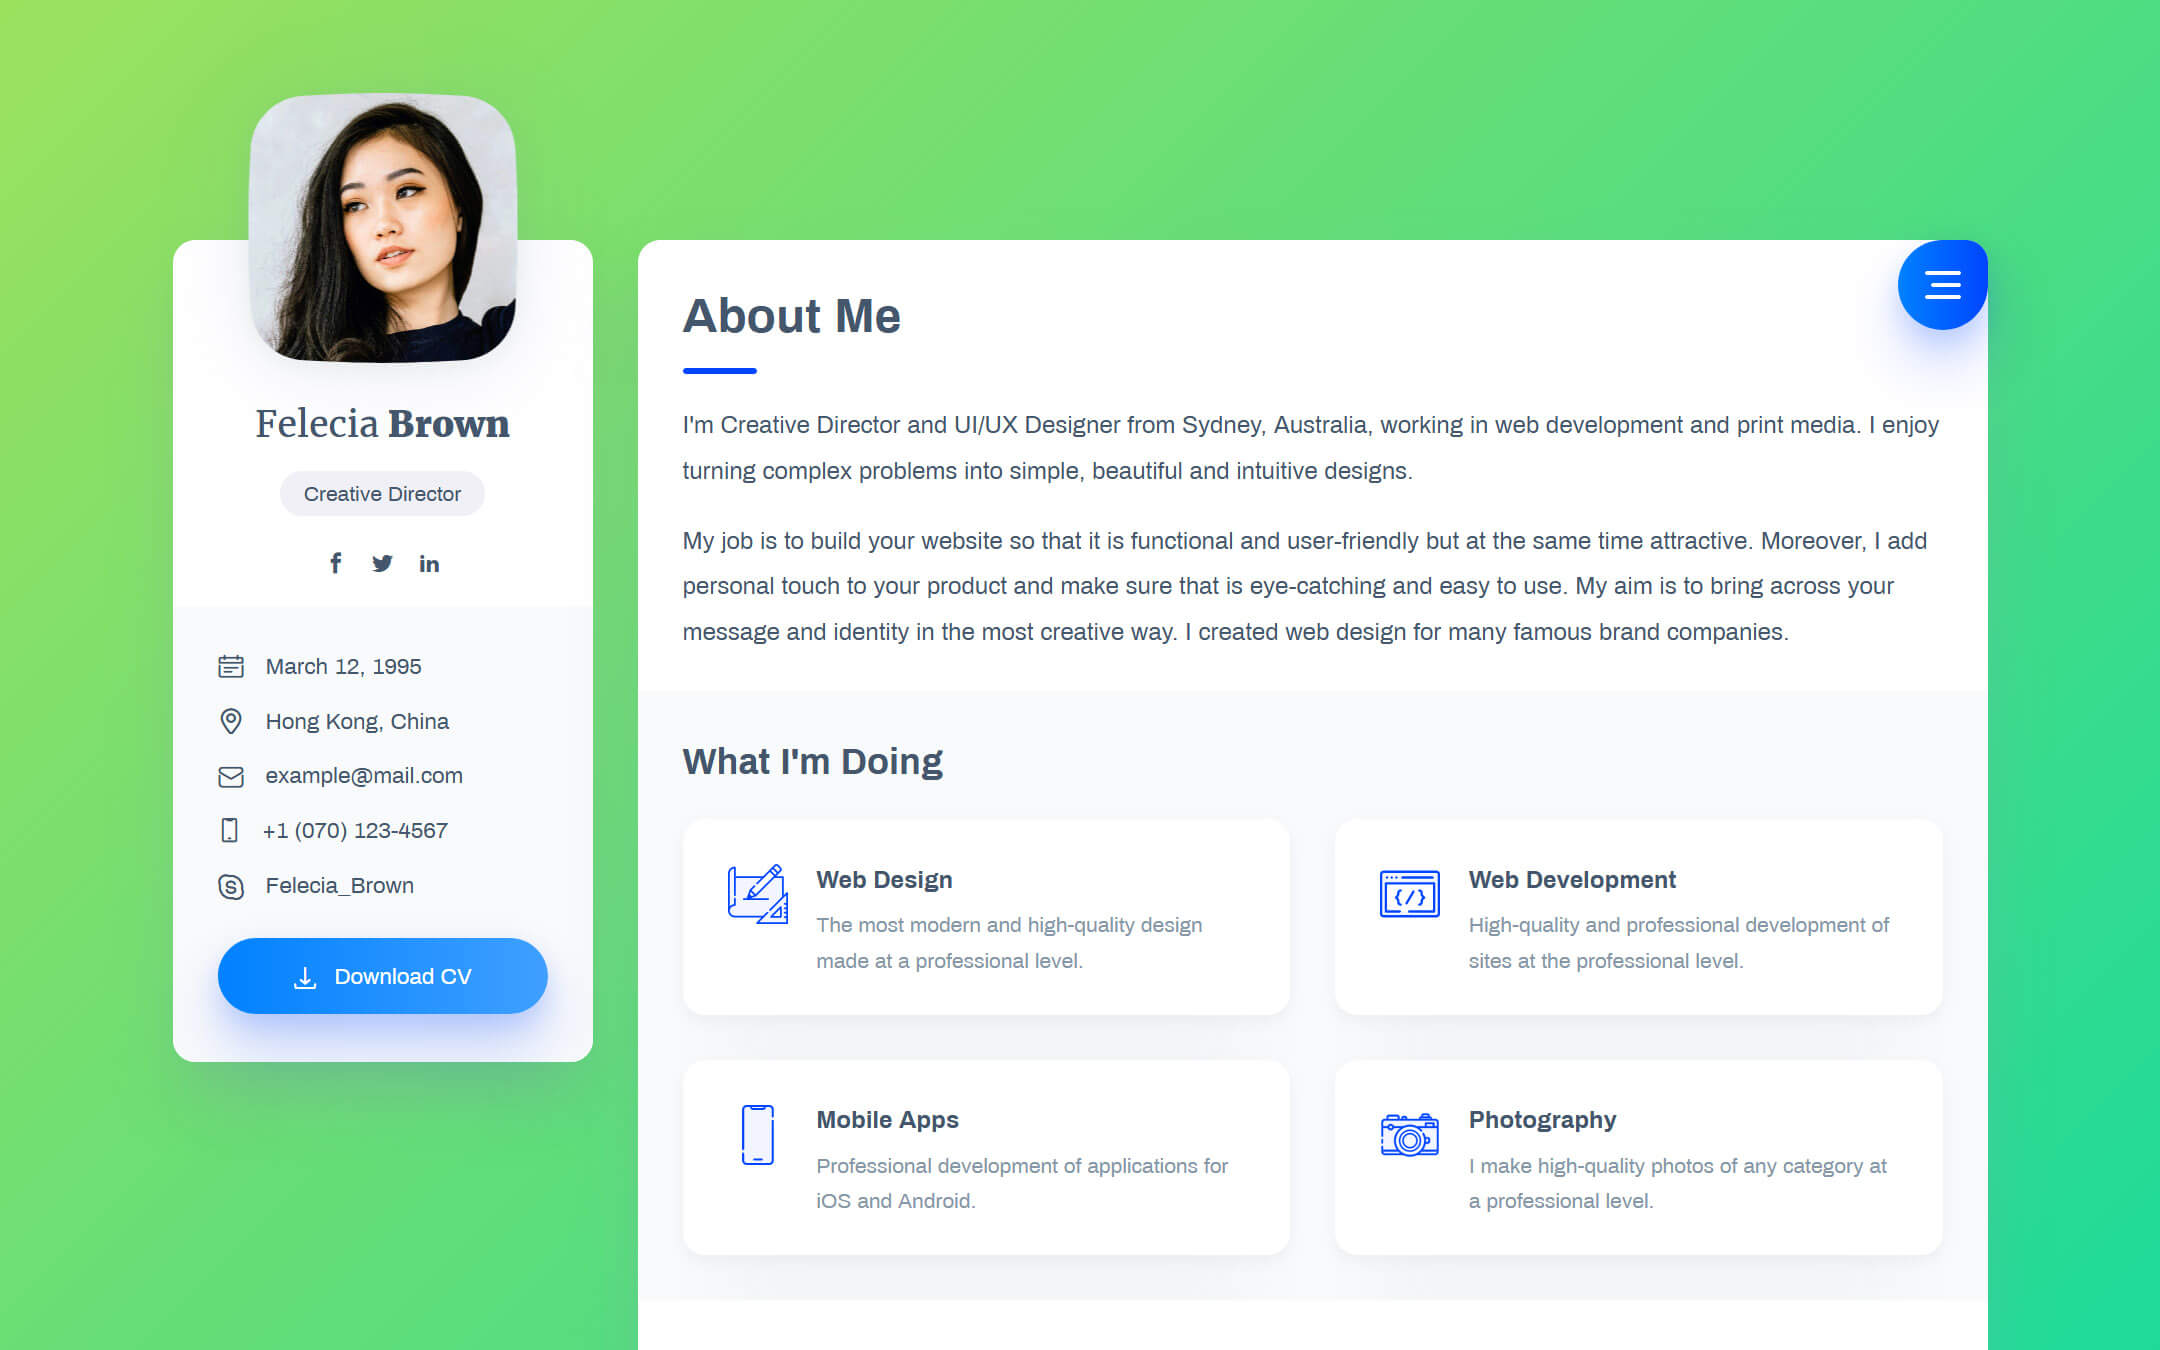 Felecia Brown
Creative Director
March 12, 1995
Hong Kong, China
example@mail.com
+1 (070) 123-4567
Felecia_Brown
Download CV
About Me
I'm Creative Director and UI/UX Designer from Sydney, Australia, working in web development and print media. I enjoy
turning complex problems into simple, beautiful and intuitive designs.
My job is to build your website so that it is functional and user-friendly but at the same time attractive. Moreover, I add
personal touch to your product and make sure that is eye-catching and easy to use. My aim is to bring across your
message and identity in the most creative way. I created web design for many famous brand companies.
What I'm Doing
Web Design
The most modern and high-quality design
made at a professional level.
Web Development
High-quality and professional development of
sites at the professional level.
Mobile Apps
Professional development of applications for
iOS and Android.
Photography
I make high-quality photos of any category at
a professional level.